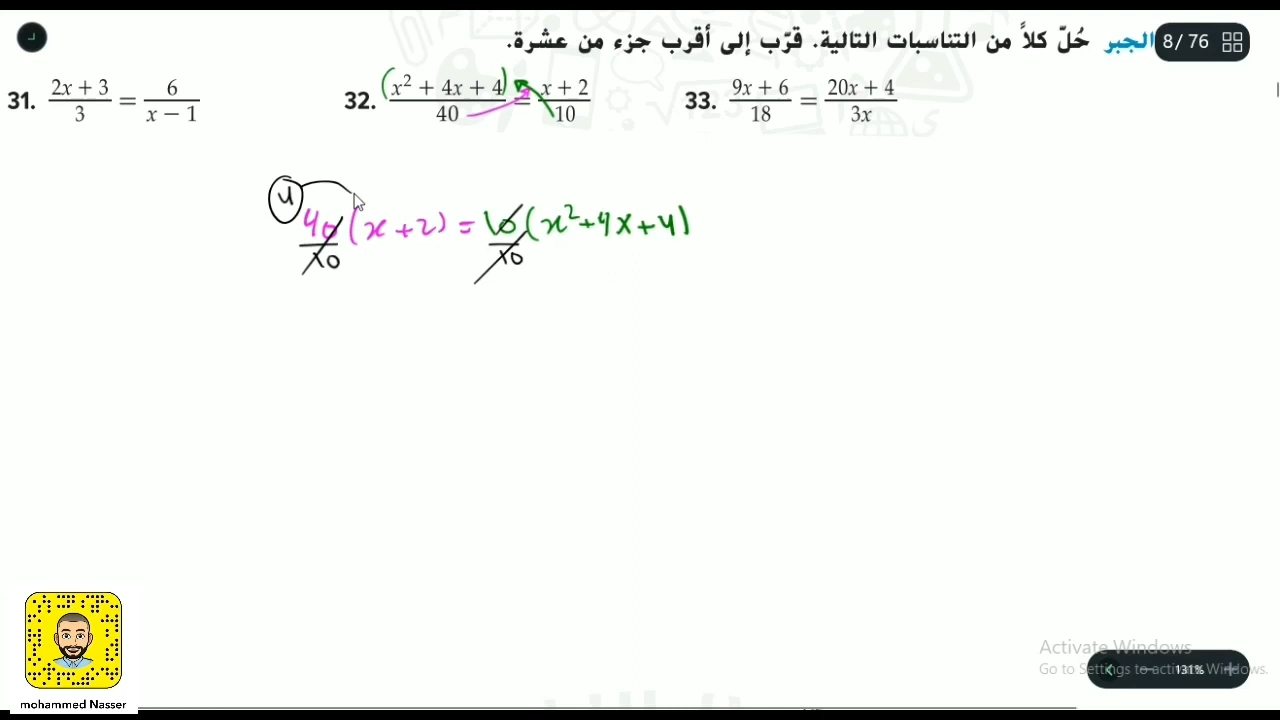 الجبر حُلّ كلاً من التناسبات التالية. قرّب إلى أقرب جزء من عشرة.
8/ 76
31. (2x + 3)/3 = 6/(x − 1)
32. (x² + 4x + 4)/40 = (x + 2)/10
33. (9x + 6)/18 = (20x + 4)/3x
4
40/10 (x+2) = 10/10 (x²+4x+4)
mohammed Nasser
Activate Windows
Go to Settings to activate Windows.
131%